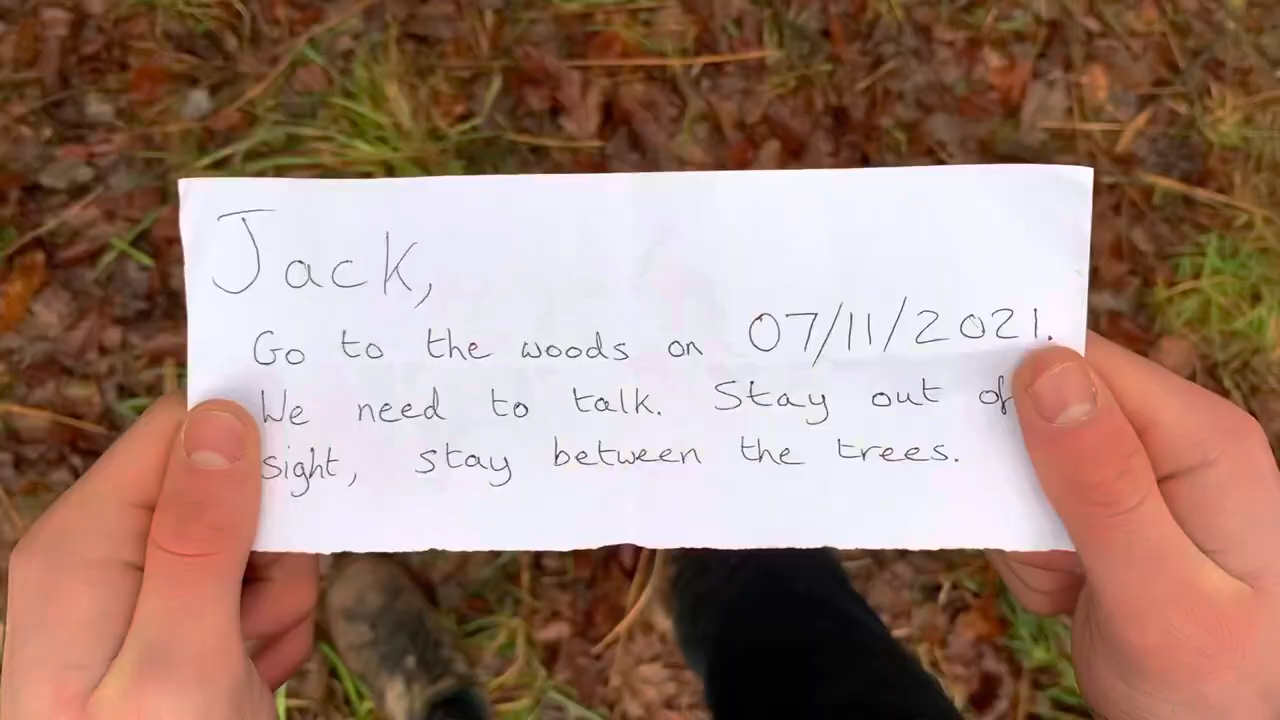 Jack,
Go to the woods on 07/11/2021.
We need to talk. Stay out of
sight, stay between the trees.